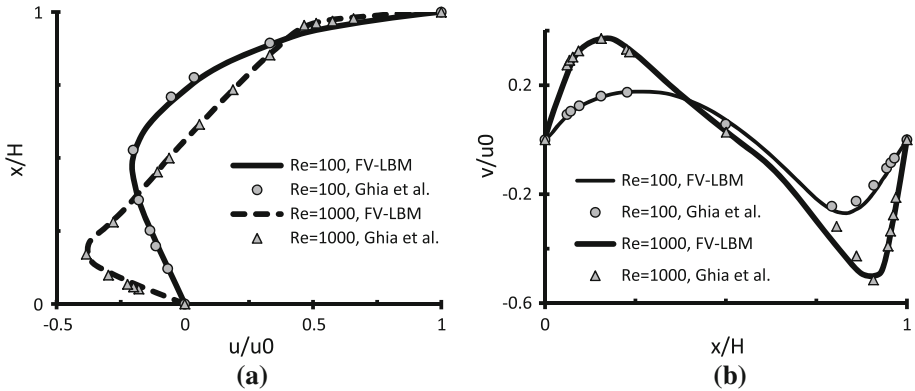 1
x/H
0
-0.5
0
0.5
1
u/u0
Re=100, FV-LBM
Re=100, Ghia et al.
Re=1000, FV-LBM
Re=1000, Ghia et al.
(a)
0.2
-0.2
-0.6
v/u0
0
1
x/H
Re=100, FV-LBM
Re=100, Ghia et al.
Re=1000, FV-LBM
Re=1000, Ghia et al.
(b)